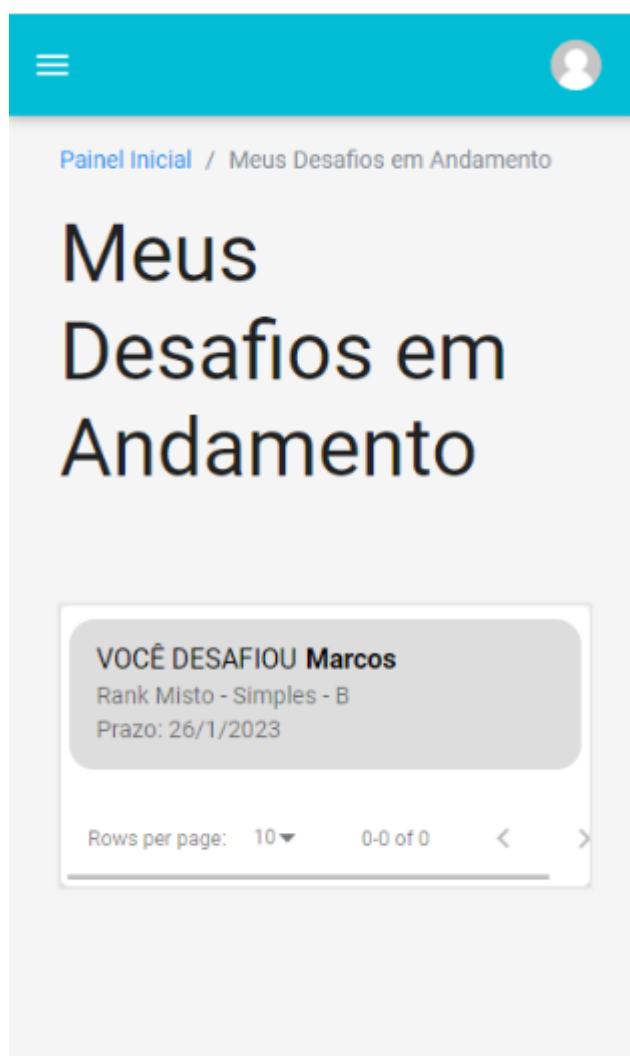 Painel Inicial / Meus Desafios em Andamento
Meus
Desafios em
Andamento
VOCÊ DESAFIOU Marcos
Rank Misto - Simples - B
Prazo: 26/1/2023
Rows per page: 10 0-0 of 0